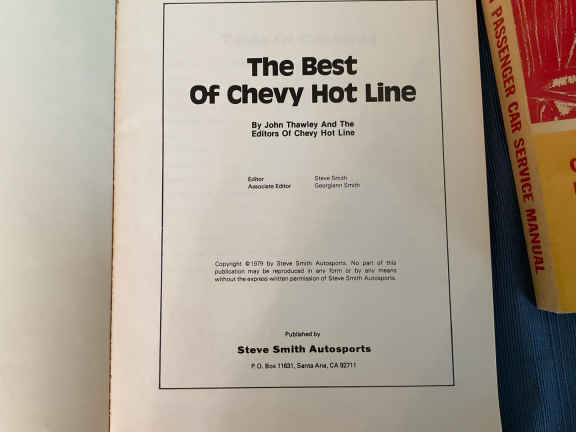 The Best
Of Chevy Hot Line
By John Thawley And The
Editors Of Chevy Hot Line
Editor Steve Smith
Associate Editor Georgiann Smith
Copyright ©1979 by Steve Smith Autosports. No part of this
publication may be reproduced in any form or by any means
without the express written permission of Steve Smith Autosports.
Published by
Steve Smith Autosports
P.O. Box 11631, Santa Ana, CA 92711
PASSENGER CAR SERVICE MANUAL